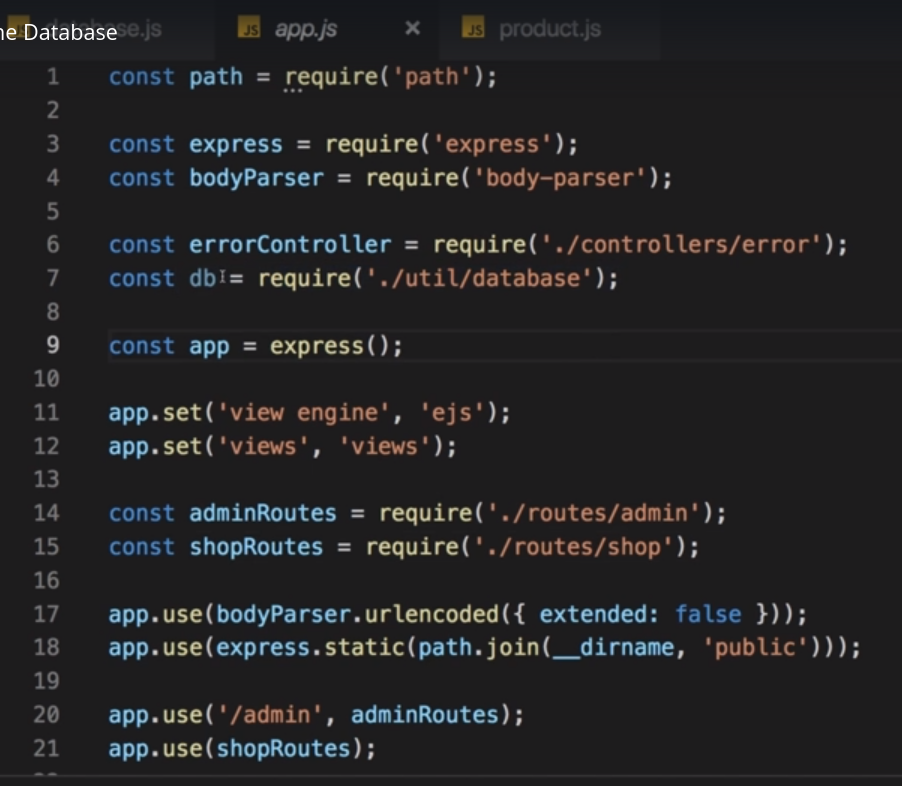 ne Database
database.js
JS app.js ×
JS product.js
1 const path = require('path');
2
3 const express = require('express');
4 const bodyParser = require('body-parser');
5
6 const errorController = require('./controllers/error');
7 const db = require('./util/database');
8
9 const app = express();
10
11 app.set('view engine', 'ejs');
12 app.set('views', 'views');
13
14 const adminRoutes = require('./routes/admin');
15 const shopRoutes = require('./routes/shop');
16
17 app.use(bodyParser.urlencoded({ extended: false }));
18 app.use(express.static(path.join(__dirname, 'public')));
19
20 app.use('/admin', adminRoutes);
21 app.use(shopRoutes);